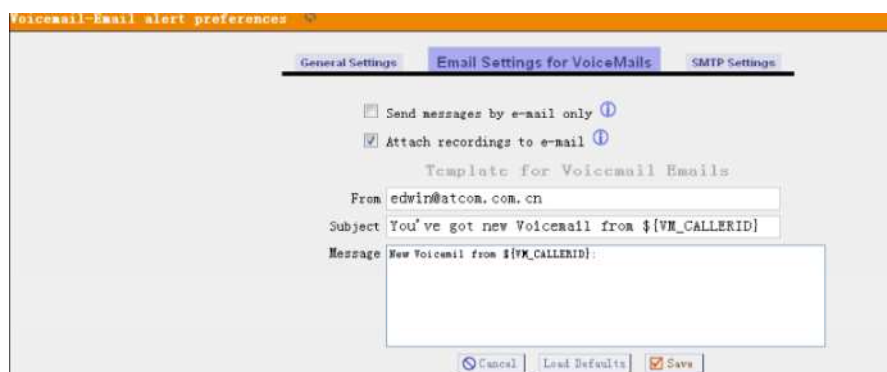 Voicemail-Email alert preferences
General Settings Email Settings for VoiceMails SMTP Settings
Send messages by e-mail only
Attach recordings to e-mail
Template for Voicemail Emails
From edwin@atcom.com.cn
Subject You've got new Voicemail from ${VM_CALLERID}
Message New Voicemil from ${VM_CALLERID}:
Cancel Load Defaults Save